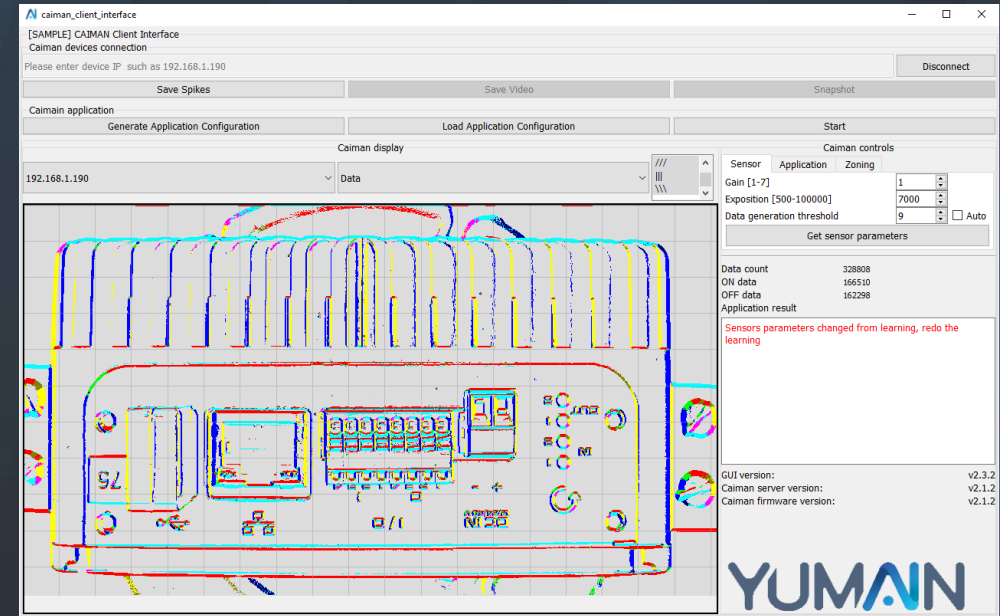 caiman_client_interface
[SAMPLE] CAIMAN Client Interface
Caiman devices connection
Please enter device IP such as 192.168.1.190
Disconnect
Save Spikes
Save Video
Snapshot
Caimain application
Generate Application Configuration
Load Application Configuration
Start
Caiman display
Caiman controls
192.168.1.190
Data
///
|||
\\\
Sensor
Application
Zoning
Gain [1-7]
1
Exposition [500-100000]
7000
Data generation threshold
9
Auto
Get sensor parameters
Data count
328808
ON data
166510
OFF data
162298
Application result
Sensors parameters changed from learning, redo the
learning
75
I/O
GUI version:
v2.3.2
Caiman server version:
v2.1.2
Caiman firmware version:
v2.1.2
YUMAIN